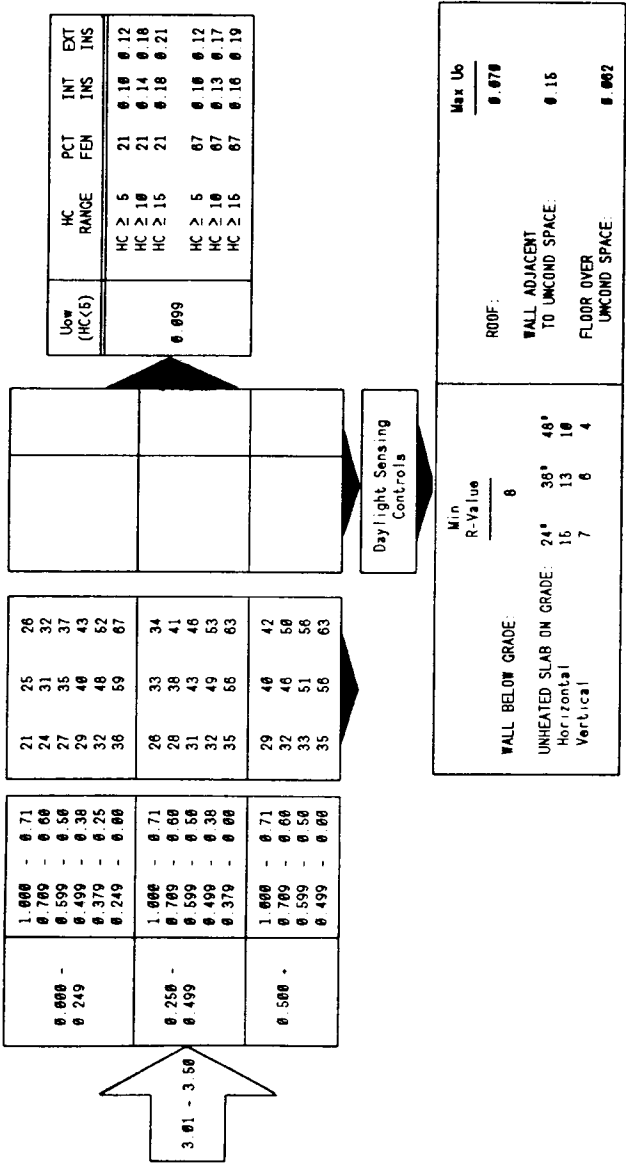 3.01 - 3.50
0.000 -
0.249
1.000 - 0.71 21 25 26
0.709 - 0.60 24 31 32
0.599 - 0.50 27 35 37
0.499 - 0.38 29 40 43
0.379 - 0.25 32 48 52
0.249 - 0.00 36 59 67
0.250 -
0.499
1.000 - 0.71 26 33 34
0.709 - 0.60 28 38 41
0.599 - 0.50 31 43 46
0.499 - 0.38 32 49 53
0.379 - 0.00 35 56 63
0.500 +
1.000 - 0.71 29 40 42
0.709 - 0.60 32 46 50
0.599 - 0.50 33 51 56
0.499 - 0.00 35 56 63
Uow HC PCT INT EXT
(HC<5) RANGE FEN INS INS
0.099
HC ≥ 5 21 0.10 0.12
HC ≥ 10 21 0.14 0.18
HC ≥ 15 21 0.18 0.21
HC ≥ 5 67 0.10 0.12
HC ≥ 10 67 0.13 0.17
HC ≥ 15 67 0.16 0.19
Daylight Sensing
Controls
Min
R-Value
WALL BELOW GRADE: 8
UNHEATED SLAB ON GRADE: 24" 36" 48"
Horizontal 15 13 10
Vertical 7 6 4
Max Uo
ROOF: 0.070
WALL ADJACENT
TO UNCOND SPACE: 0.15
FLOOR OVER
UNCOND SPACE: 0.062